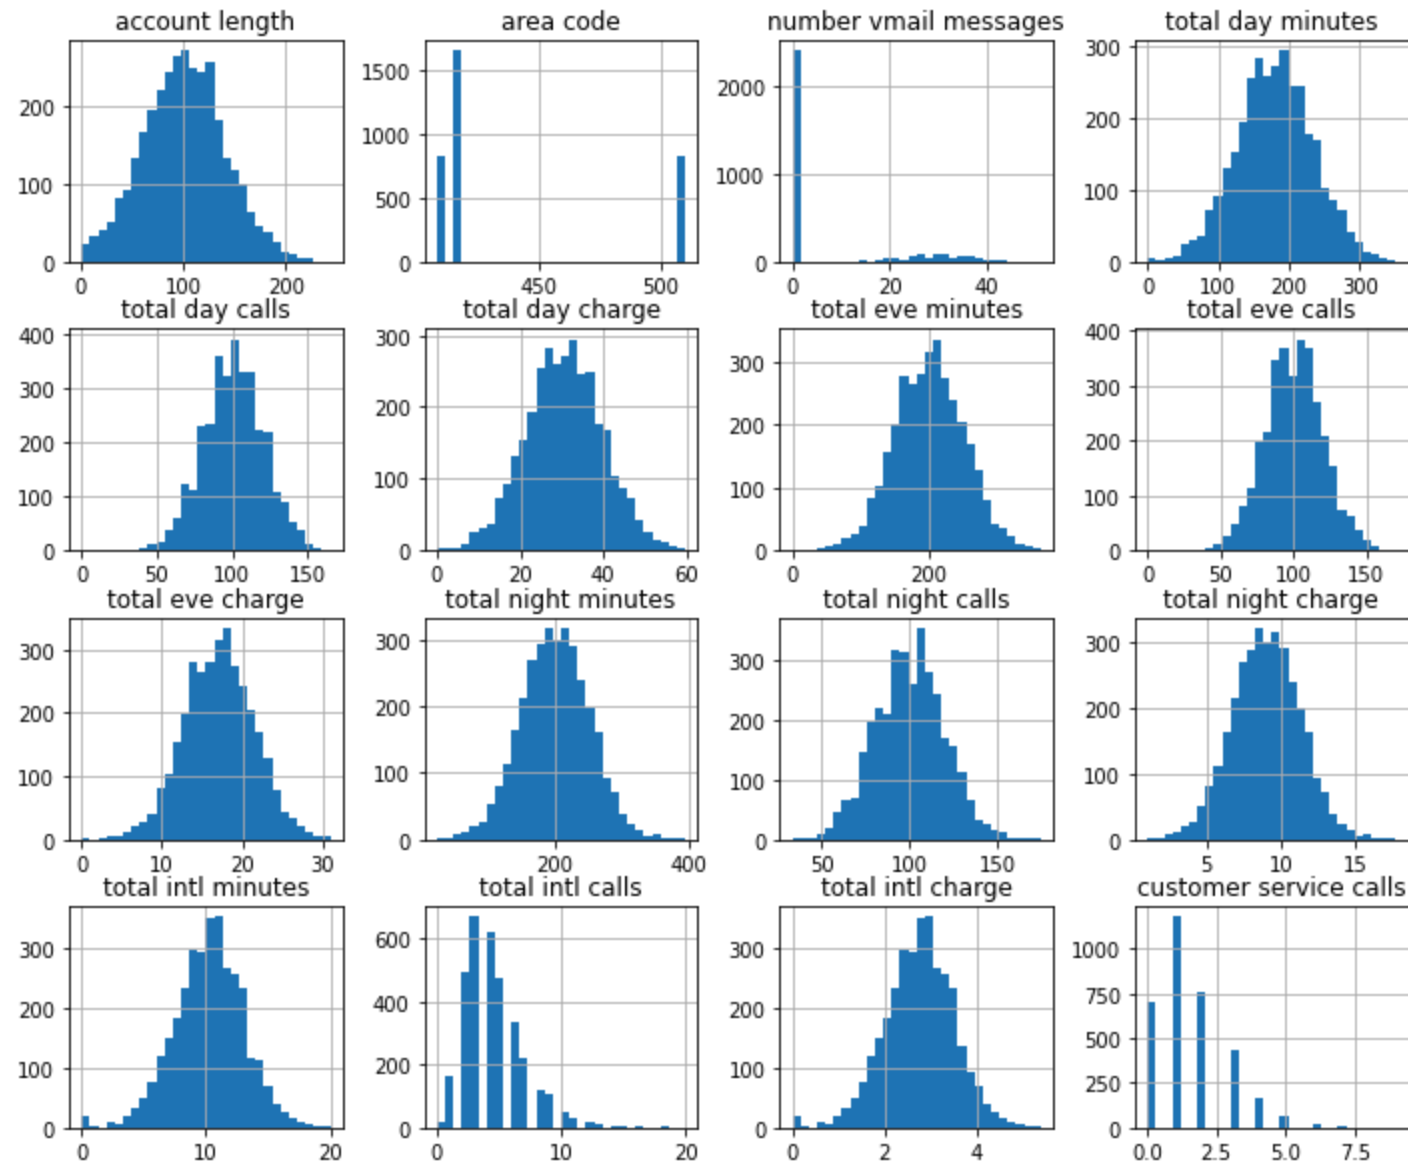 account length
area code
number vmail messages
total day minutes
200
100
0
0 100 200
1500
1000
500
0
450 500
2000
1000
0
0 20 40
300
200
100
0
0 100 200 300
total day calls
total day charge
total eve minutes
total eve calls
400
300
200
100
0
0 50 100 150
300
200
100
0
0 20 40 60
300
200
100
0
0 200
400
300
200
100
0
0 50 100 150
total eve charge
total night minutes
total night calls
total night charge
300
200
100
0
0 10 20 30
300
200
100
0
200 400
300
200
100
0
50 100 150
300
200
100
0
5 10 15
total intl minutes
total intl calls
total intl charge
customer service calls
300
200
100
0
0 10 20
600
400
200
0
0 10 20
300
200
100
0
0 2 4
1000
750
500
250
0
0.0 2.5 5.0 7.5